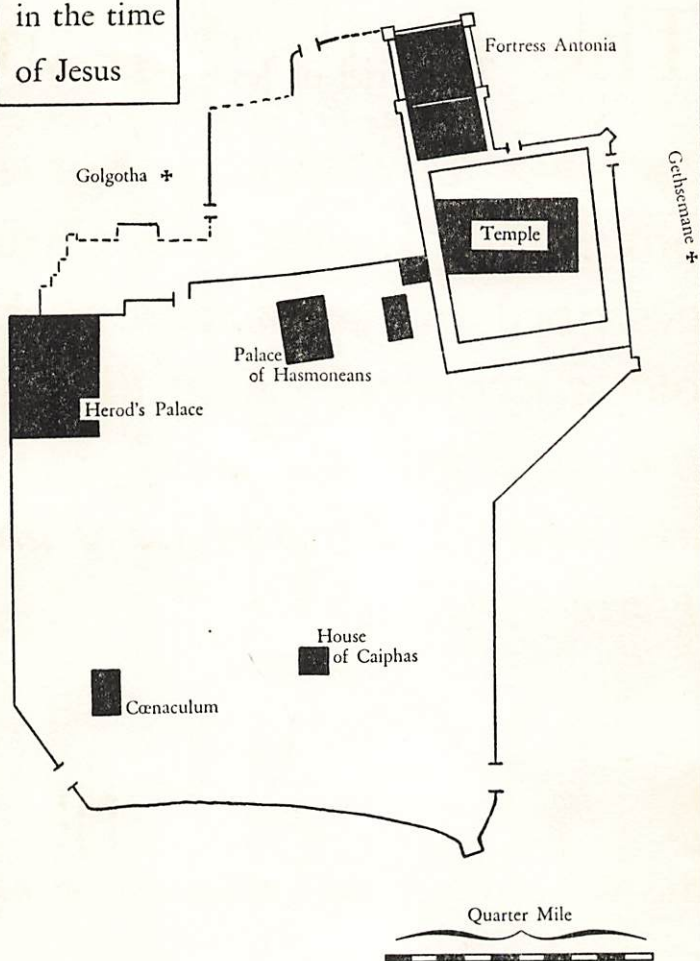 in the time
of Jesus
Fortress Antonia
Golgotha ✠
Gethsemane ✠
Temple
Palace
of Hasmoneans
Herod's Palace
House
of Caiphas
Cœnaculum
Quarter Mile